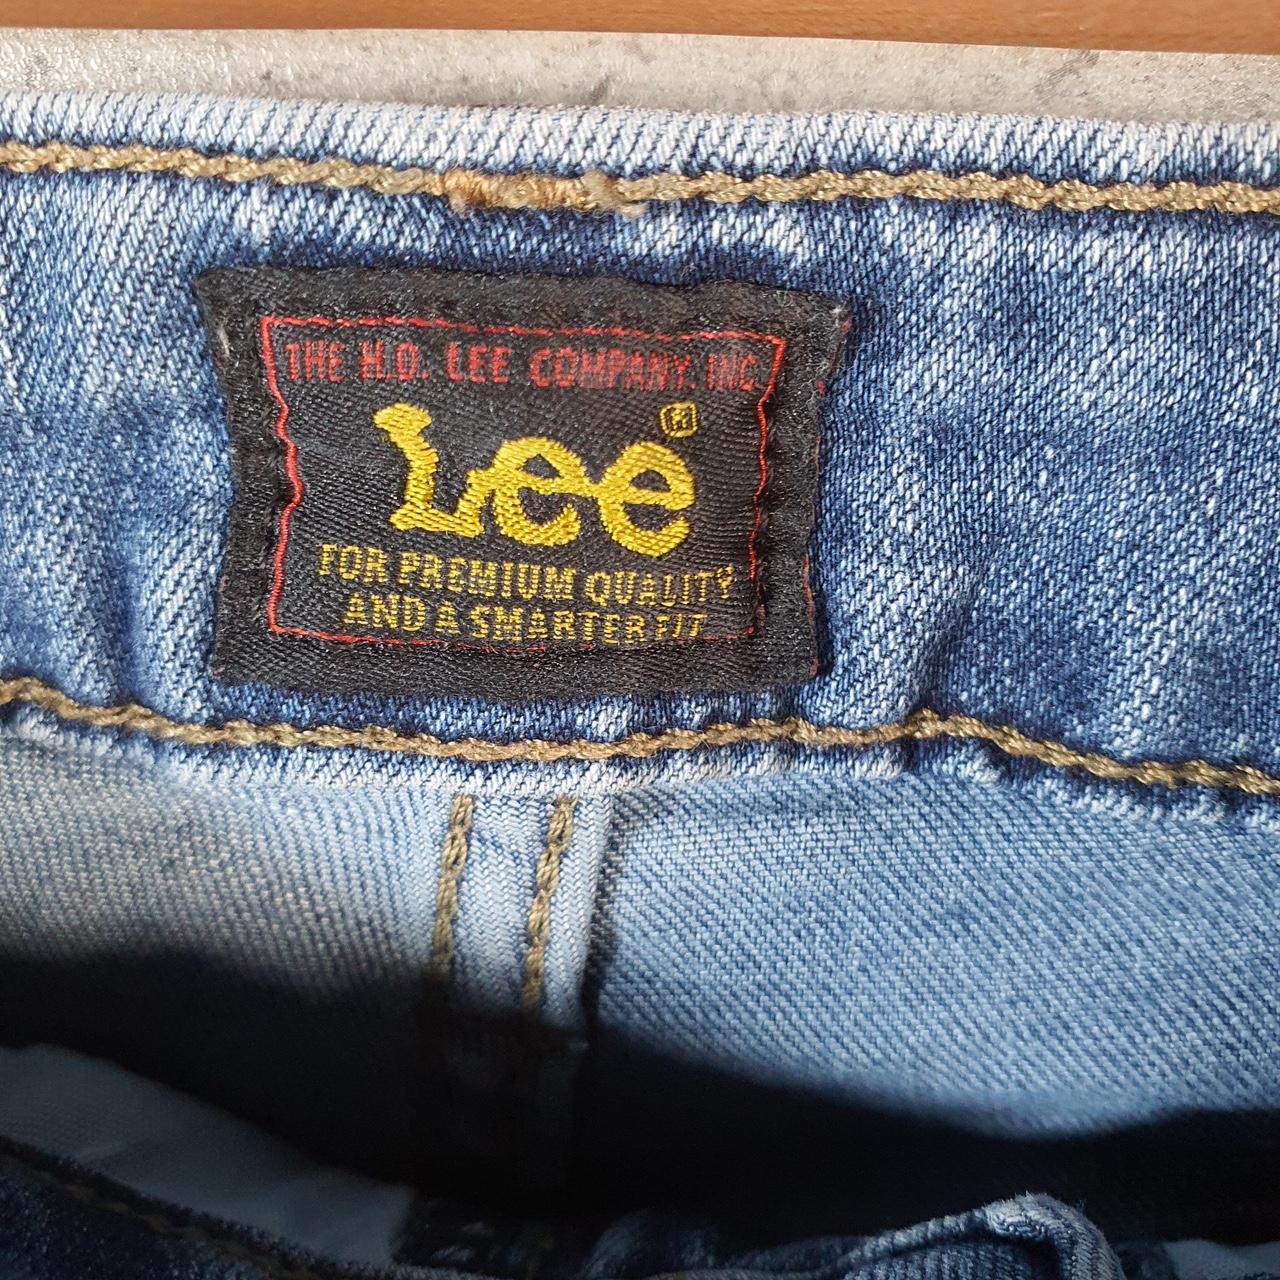 THE H.D. LEE COMPANY. INC.
Lee ®
FOR PREMIUM QUALITY
AND A SMARTER FIT